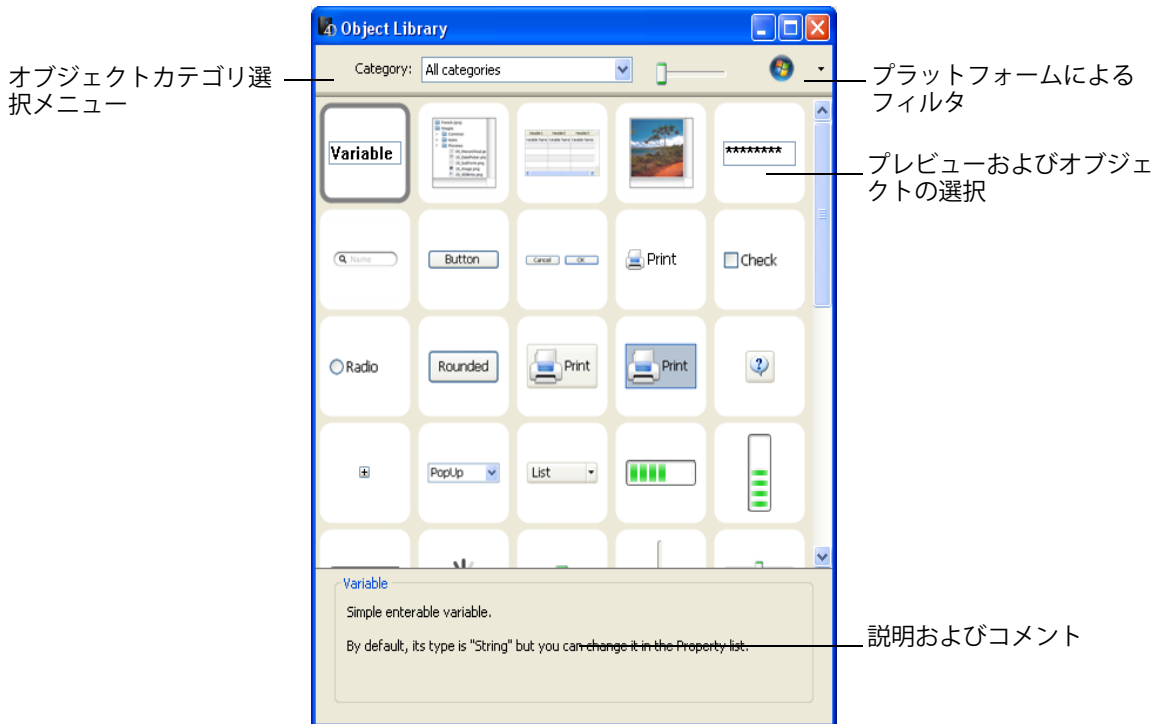 Object Library
Category: All categories
オブジェクトカテゴリ選
択メニュー
プラットフォームによる
フィルタ
Variable
********
プレビューおよびオブジェ
クトの選択
Name
Button
Cancel
OK
Print
Check
Radio
Rounded
Print
Print
PopUp
List
Variable
Simple enterable variable.
By default, its type is "String" but you can change it in the Property list.
説明およびコメント